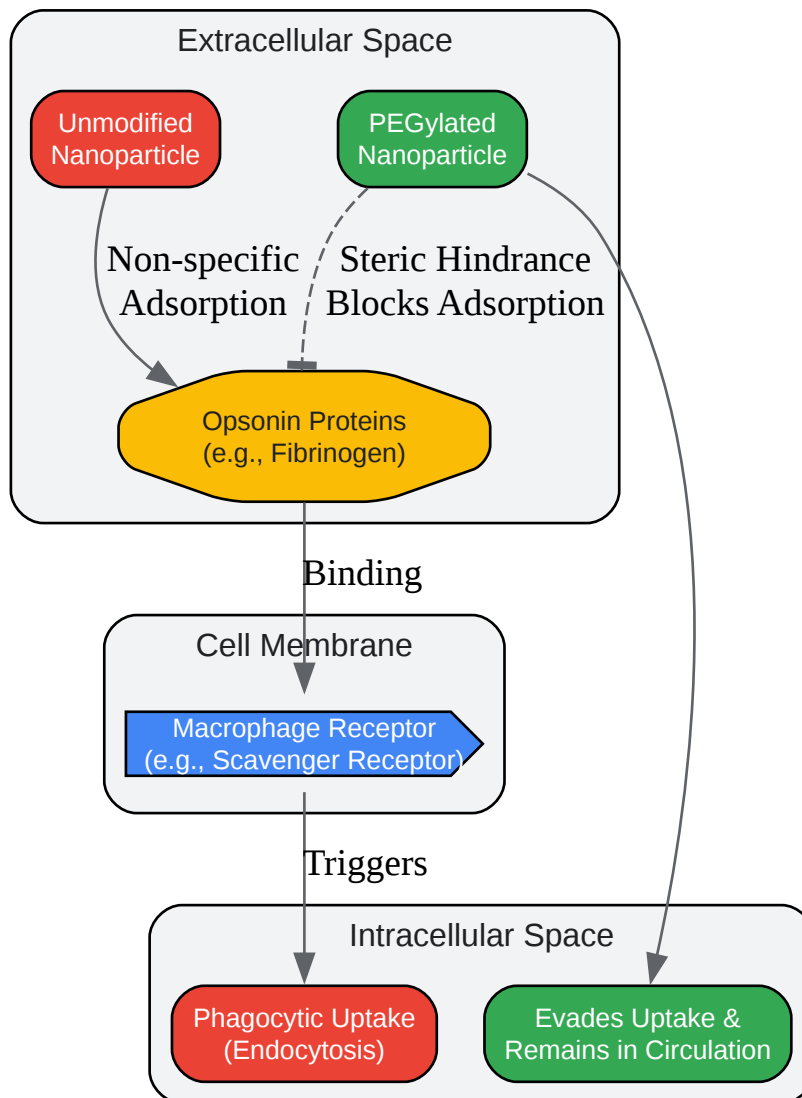 Extracellular Space
Unmodified
Nanoparticle
PEGylated
Nanoparticle
Non-specific
Adsorption
Steric Hindrance
Blocks Adsorption
Opsonin Proteins
(e.g., Fibrinogen)
Binding
Cell Membrane
Macrophage Receptor
(e.g., Scavenger Receptor)
Triggers
Intracellular Space
Phagocytic Uptake
(Endocytosis)
Evades Uptake &
Remains in Circulation